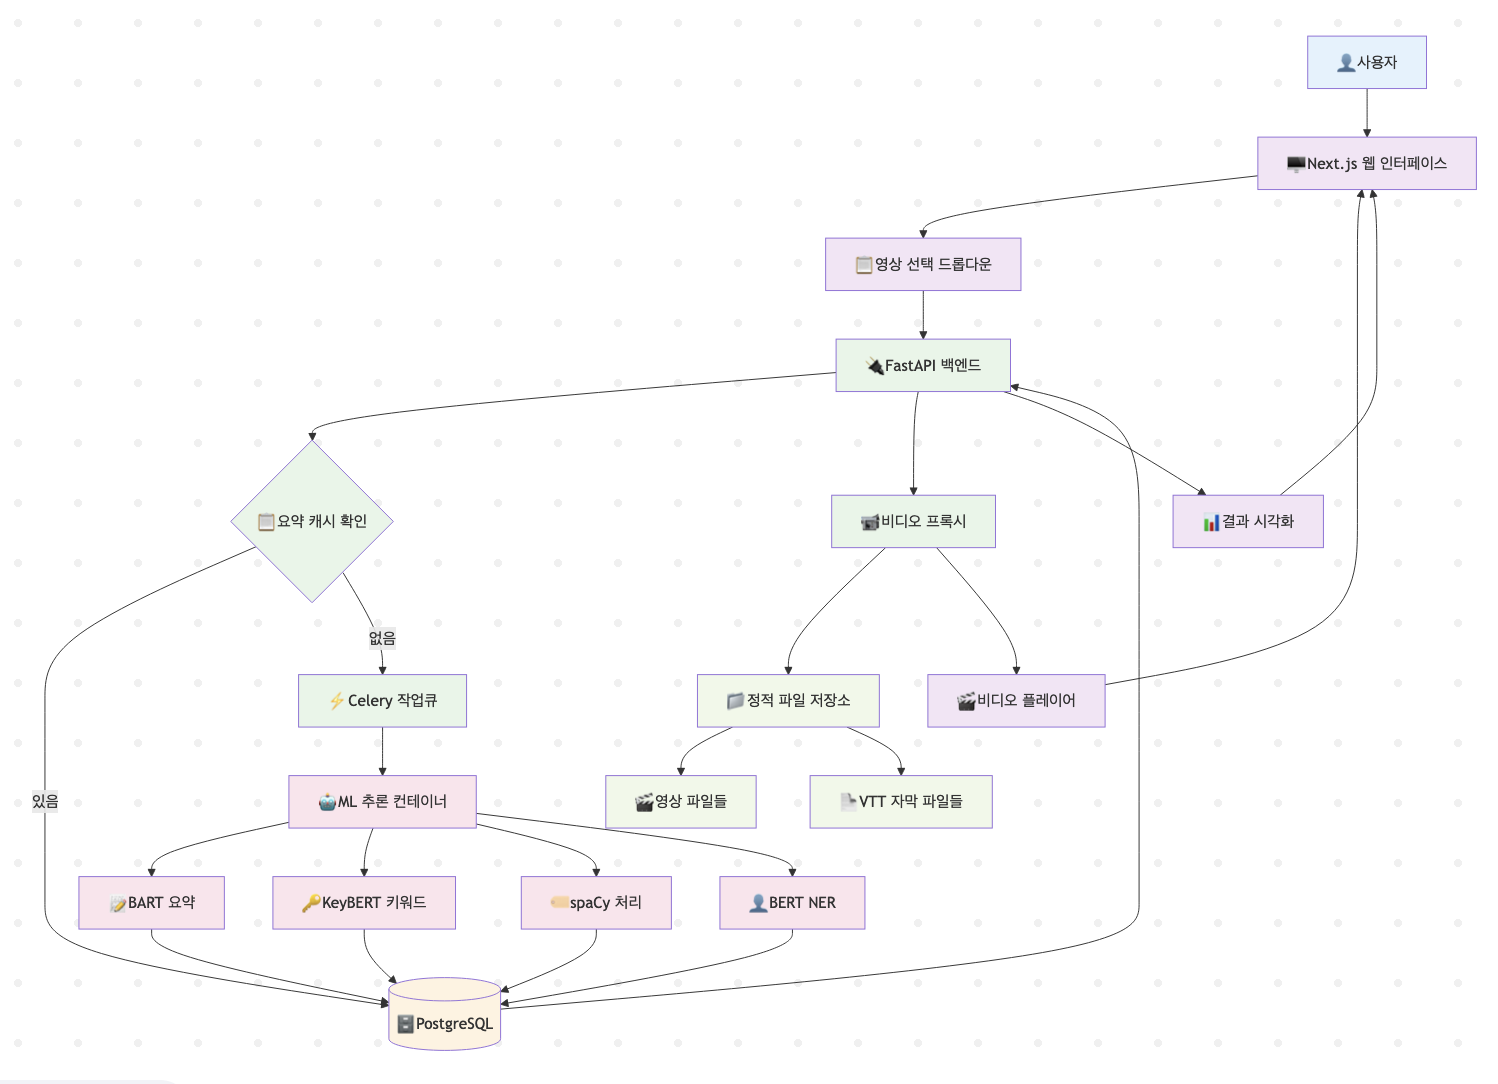 사용자
Next.js 웹 인터페이스
영상 선택 드롭다운
FastAPI 백엔드
요약 캐시 확인
비디오 프록시
결과 시각화
없음
Celery 작업큐
정적 파일 저장소
비디오 플레이어
있음
ML 추론 컨테이너
영상 파일들
VTT 자막 파일들
BART 요약
KeyBERT 키워드
spaCy 처리
BERT NER
PostgreSQL